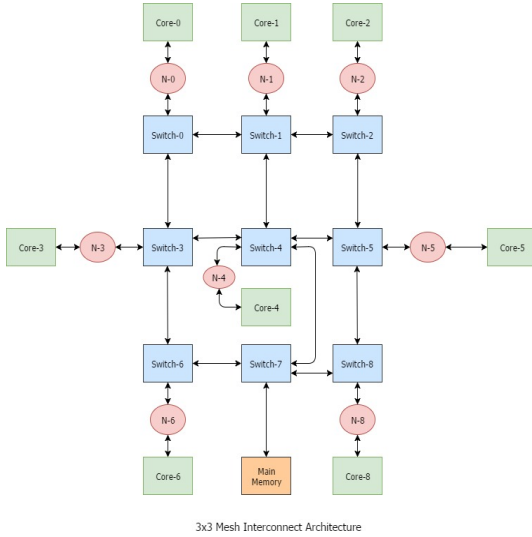 Core-0
Core-1
Core-2
N-0
N-1
N-2
Switch-0
Switch-1
Switch-2
Core-3
N-3
Switch-3
Switch-4
Switch-5
N-5
Core-5
N-4
Core-4
Switch-6
Switch-7
Switch-8
N-6
N-8
Core-6
Main
Memory
Core-8
3x3 Mesh Interconnect Architecture